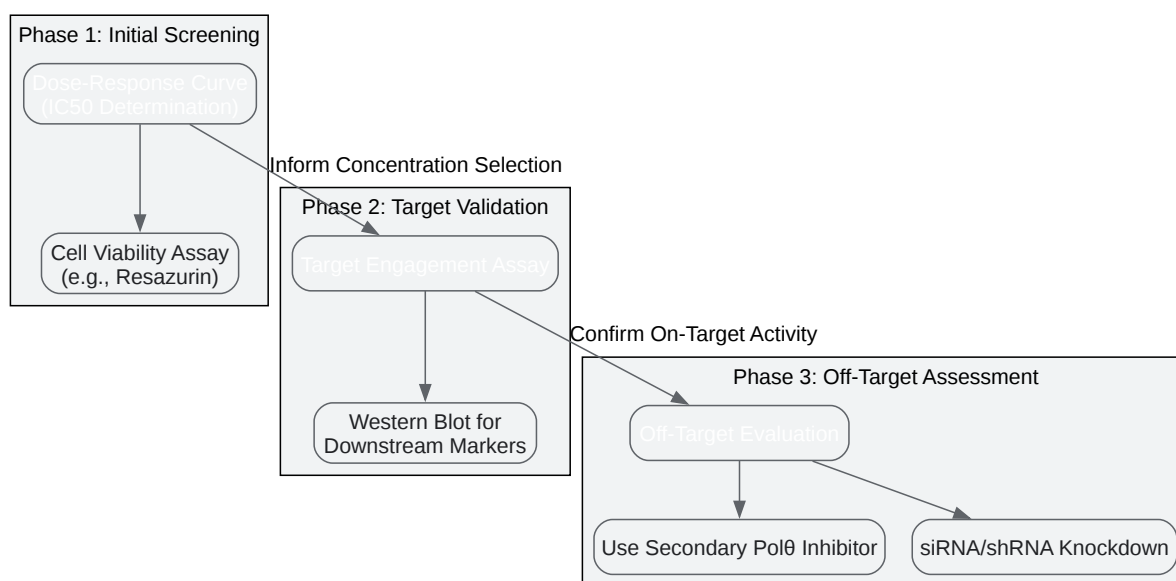 Phase 1: Initial Screening
Dose-Response Curve
(IC50 Determination)
Inform Concentration Selection
Cell Viability Assay
(e.g., Resazurin)
Phase 2: Target Validation
Target Engagement Assay
Confirm On-Target Activity
Western Blot for
Downstream Markers
Phase 3: Off-Target Assessment
Off-Target Evaluation
Use Secondary Polθ Inhibitor
siRNA/shRNA Knockdown